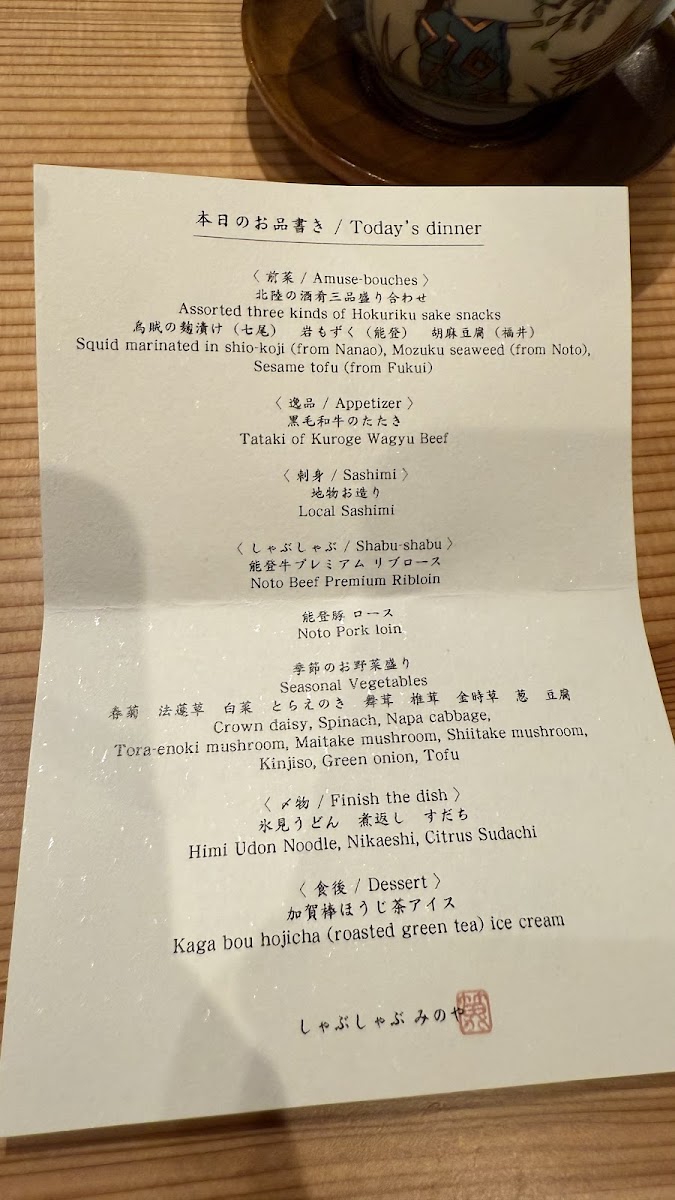 本日のお品書き / Today's dinner
〈 前菜 / Amuse-bouches 〉
北陸の酒肴三品盛り合わせ
Assorted three kinds of Hokuriku sake snacks
烏賊の麹漬け（七尾）　岩もずく（能登）　胡麻豆腐（福井）
Squid marinated in shio-koji (from Nanao), Mozuku seaweed (from Noto),
Sesame tofu (from Fukui)
〈 逸品 / Appetizer 〉
黒毛和牛のたたき
Tataki of Kuroge Wagyu Beef
〈 刺身 / Sashimi 〉
地物お造り
Local Sashimi
〈 しゃぶしゃぶ / Shabu-shabu 〉
能登牛プレミアム リブロース
Noto Beef Premium Ribloin
能登豚 ロース
Noto Pork loin
季節のお野菜盛り
Seasonal Vegetables
春菊　法蓮草　白菜　とらえのき　舞茸　椎茸　金時草　葱　豆腐
Crown daisy, Spinach, Napa cabbage,
Tora-enoki mushroom, Maitake mushroom, Shiitake mushroom,
Kinjiso, Green onion, Tofu
〈 〆物 / Finish the dish 〉
氷見うどん　煮返し　すだち
Himi Udon Noodle, Nikaeshi, Citrus Sudachi
〈 食後 / Dessert 〉
加賀棒ほうじ茶アイス
Kaga bou hojicha (roasted green tea) ice cream
しゃぶしゃぶ みのや